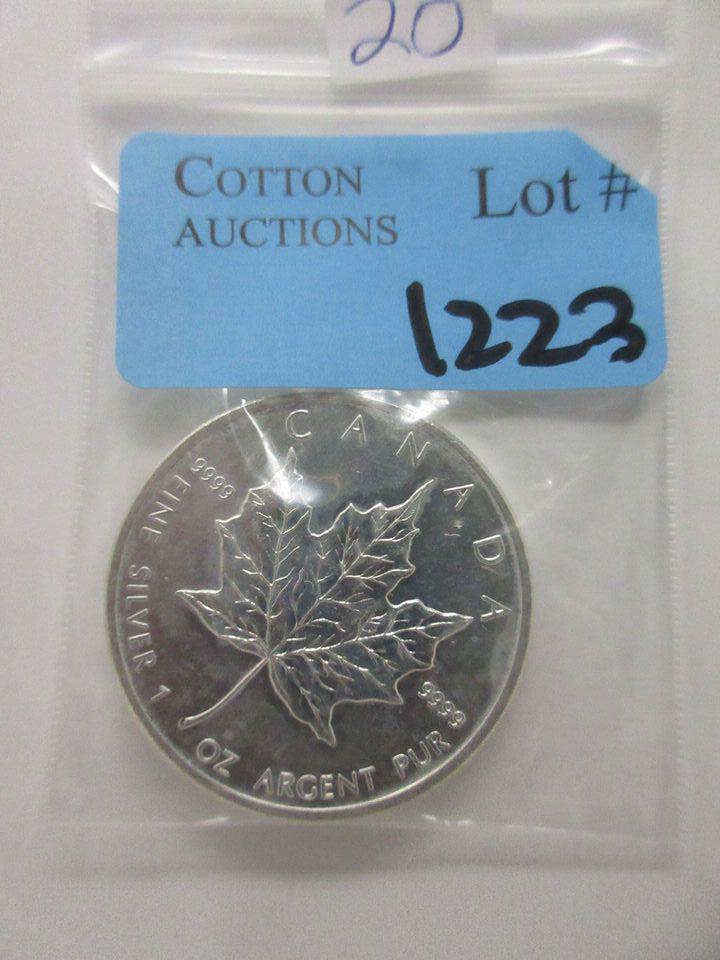 20
COTTON
AUCTIONS
Lot #
1223
CANADA
9999
FINE SILVER 1 OZ ARGENT PUR
9999